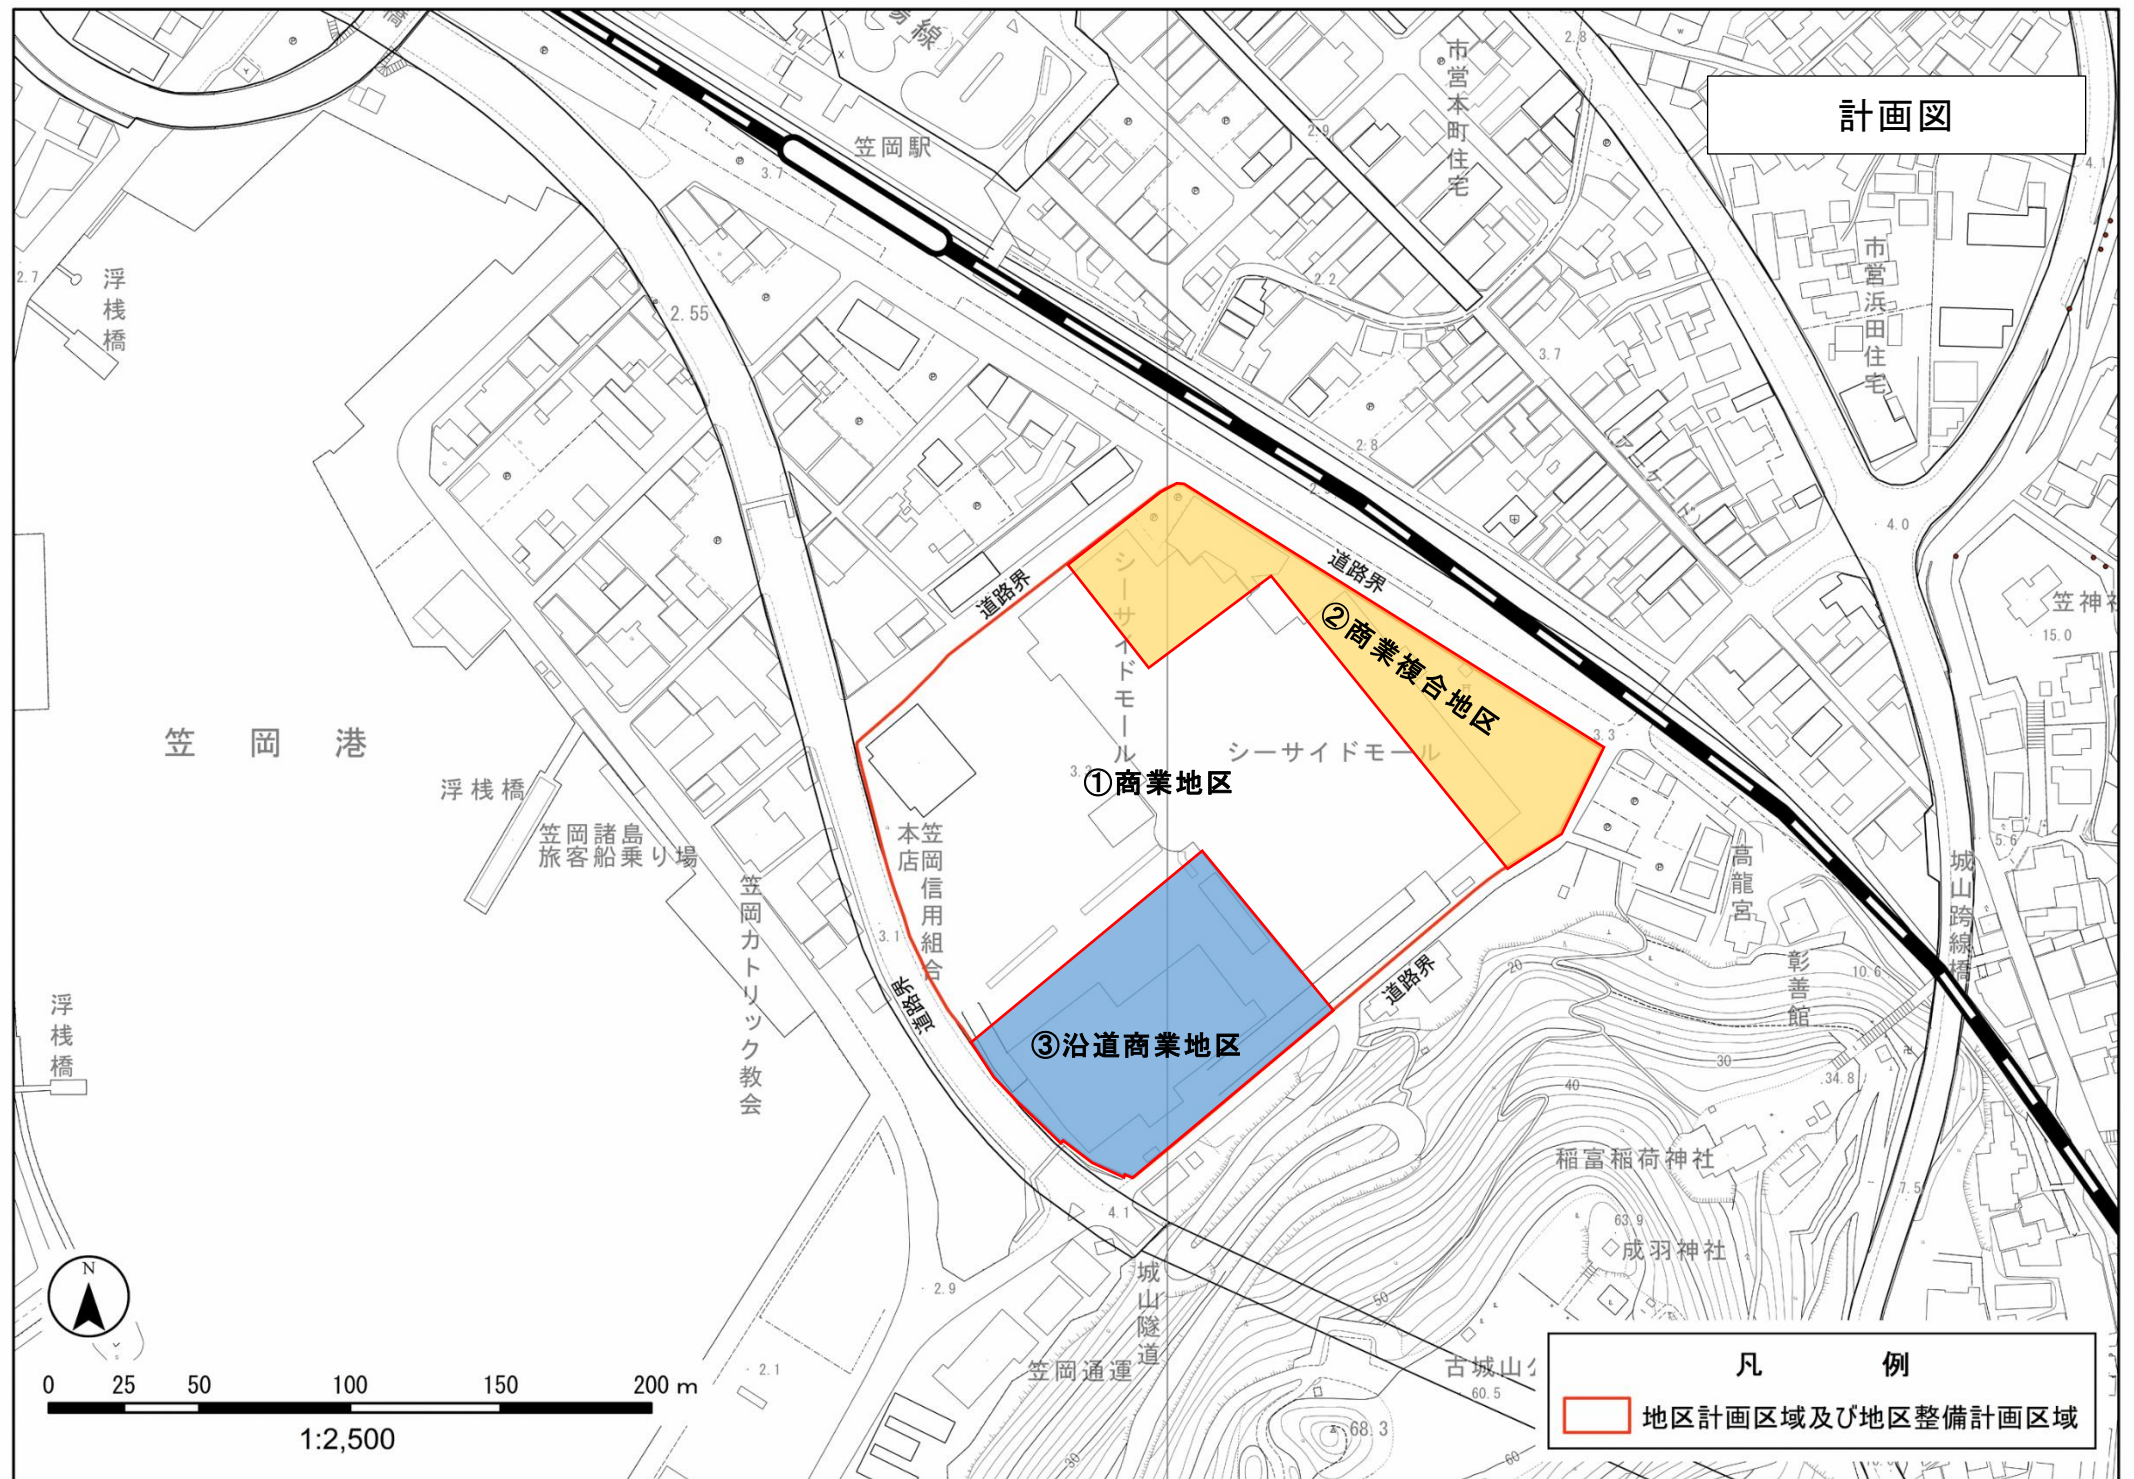 計画図
笠岡駅
市営本町住宅
市営浜田住宅
浮桟橋
2.7
3.7
2.55
2.9
2.8
2.2
3.7
2.8
4.1
4.0
アーケード
笠神社
15.0
道路界
道路界
シーサイドモール
②商業複合地区
シーサイドモール
3.3
①商業地区
笠岡港
浮桟橋
笠岡諸島
旅客船乗り場
笠岡信用組合
本店
笠岡カトリック教会
3.1
道路界
道路界
③沿道商業地区
高龍宮
彰善館
城山跨線橋
5.6
10.6
20
30
34.8
40
浮桟橋
稲富稲荷神社
7.5
63.9
成羽神社
4.1
城山隧道
2.9
2.1
笠岡通運
50
古城山公
60.5
68.3
60
30
N
0 25 50 100 150 200 m
1:2,500
凡例
地区計画区域及び地区整備計画区域